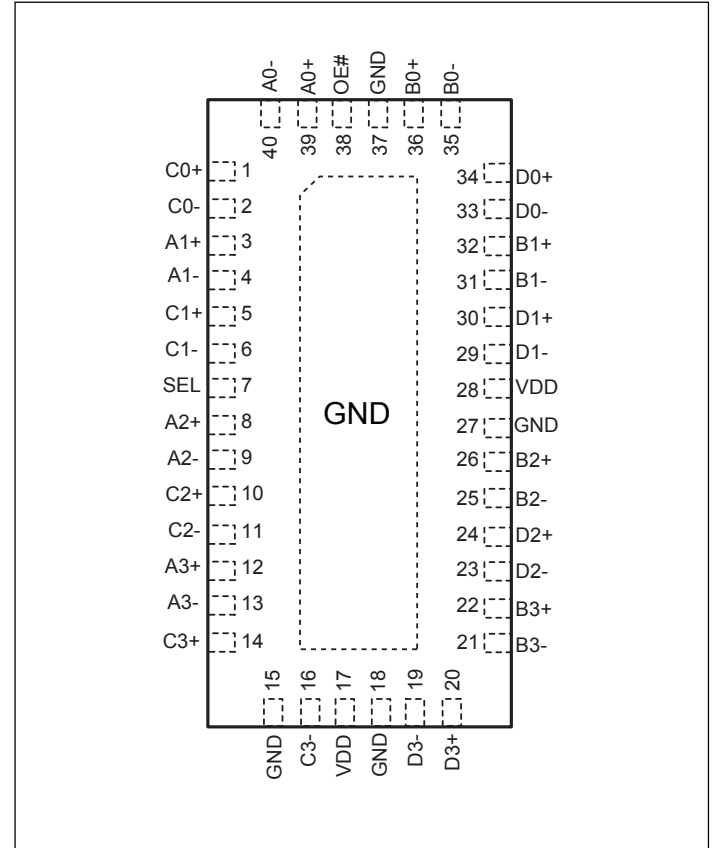 A0-
A0+
OE#
GND
B0+
B0-
40
39
38
37
36
35
C0+ 1
34 D0+
C0- 2
33 D0-
A1+ 3
32 B1+
A1- 4
31 B1-
C1+ 5
30 D1+
C1- 6
29 D1-
SEL 7
28 VDD
A2+ 8
27 GND
GND
A2- 9
26 B2+
C2+ 10
25 B2-
C2- 11
24 D2+
A3+ 12
23 D2-
A3- 13
22 B3+
C3+ 14
21 B3-
15
16
17
18
19
20
GND
C3-
VDD
GND
D3-
D3+